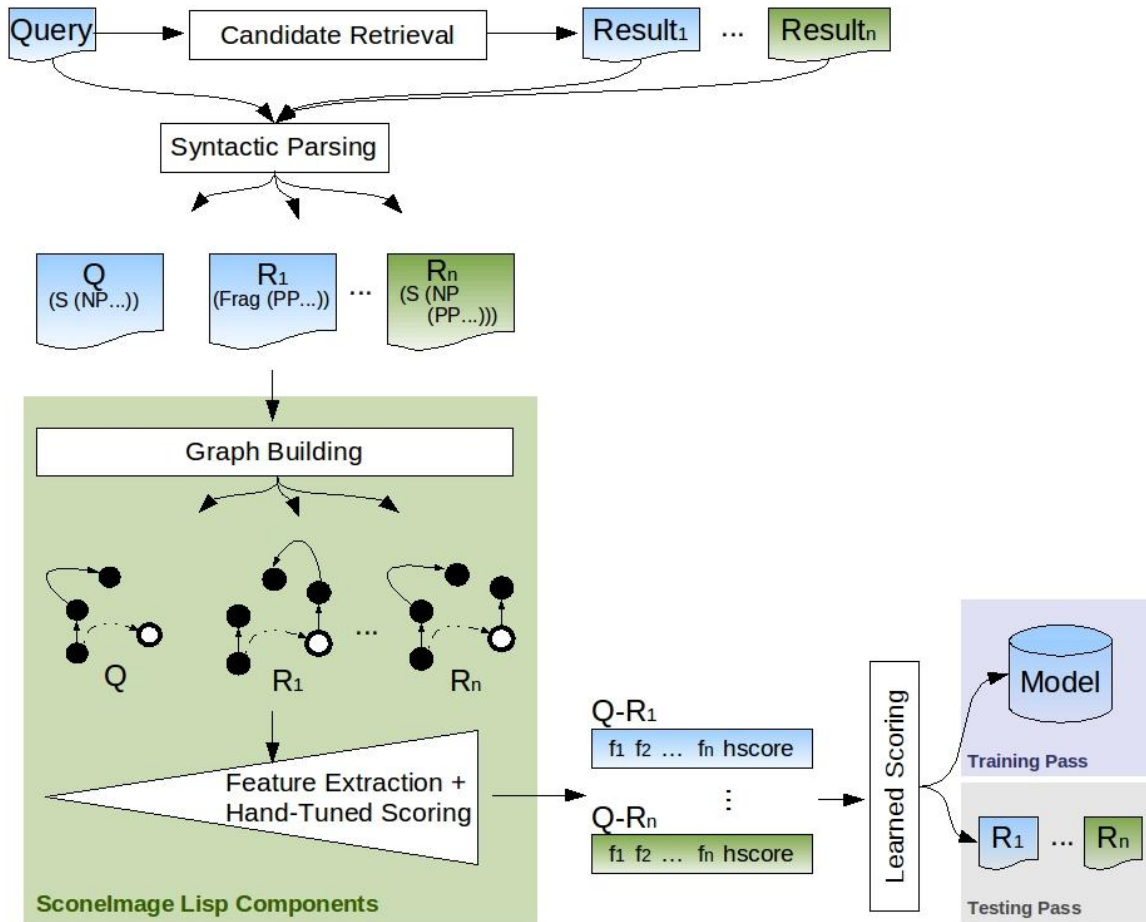 Query
Candidate Retrieval
Result1
...
Resultn
Syntactic Parsing
Q
(S (NP...))
R1
(Frag (PP...))
...
Rn
(S (NP
(PP...)))
Graph Building
Q
R1
...
Rn
Feature Extraction +
Hand-Tuned Scoring
SconeImage Lisp Components
Q-R1
f1 f2 ... fn hscore
...
Q-Rn
f1 f2 ... fn hscore
Learned Scoring
Model
Training Pass
R1
...
Rn
Testing Pass